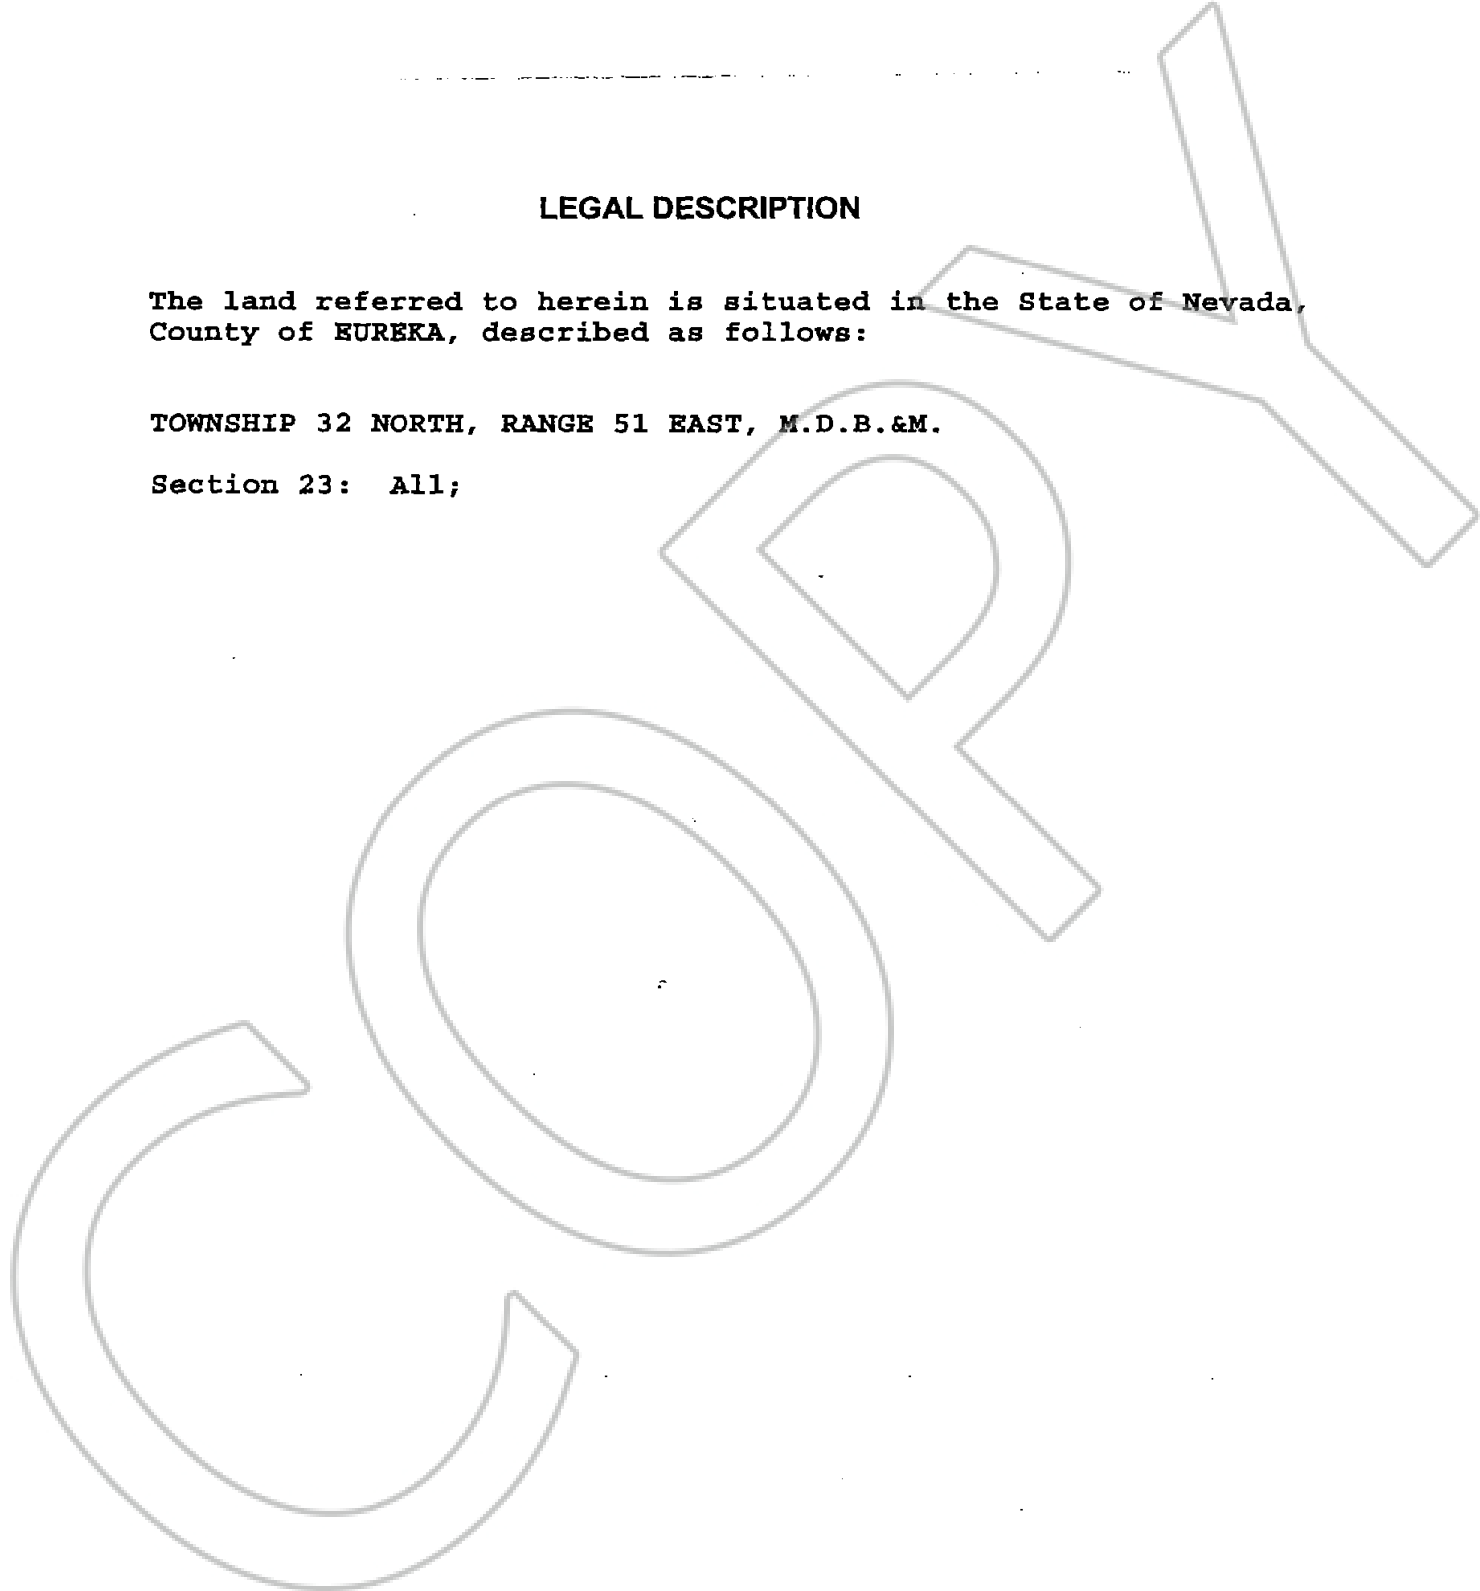 LEGAL DESCRIPTION
The land referred to herein is situated in the State of Nevada,
County of EUREKA, described as follows:
TOWNSHIP 32 NORTH, RANGE 51 EAST, M.D.B.&M.
Section 23: All;
COPY